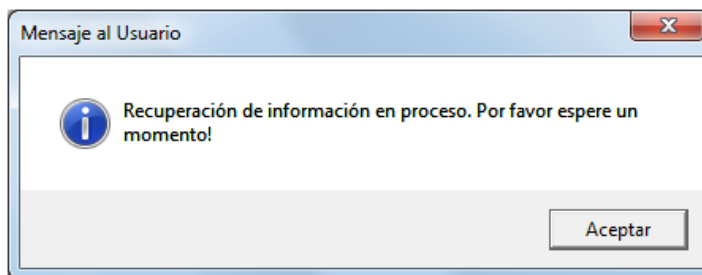 Mensaje al Usuario
Recuperación de información en proceso. Por favor espere un
momento!
Aceptar